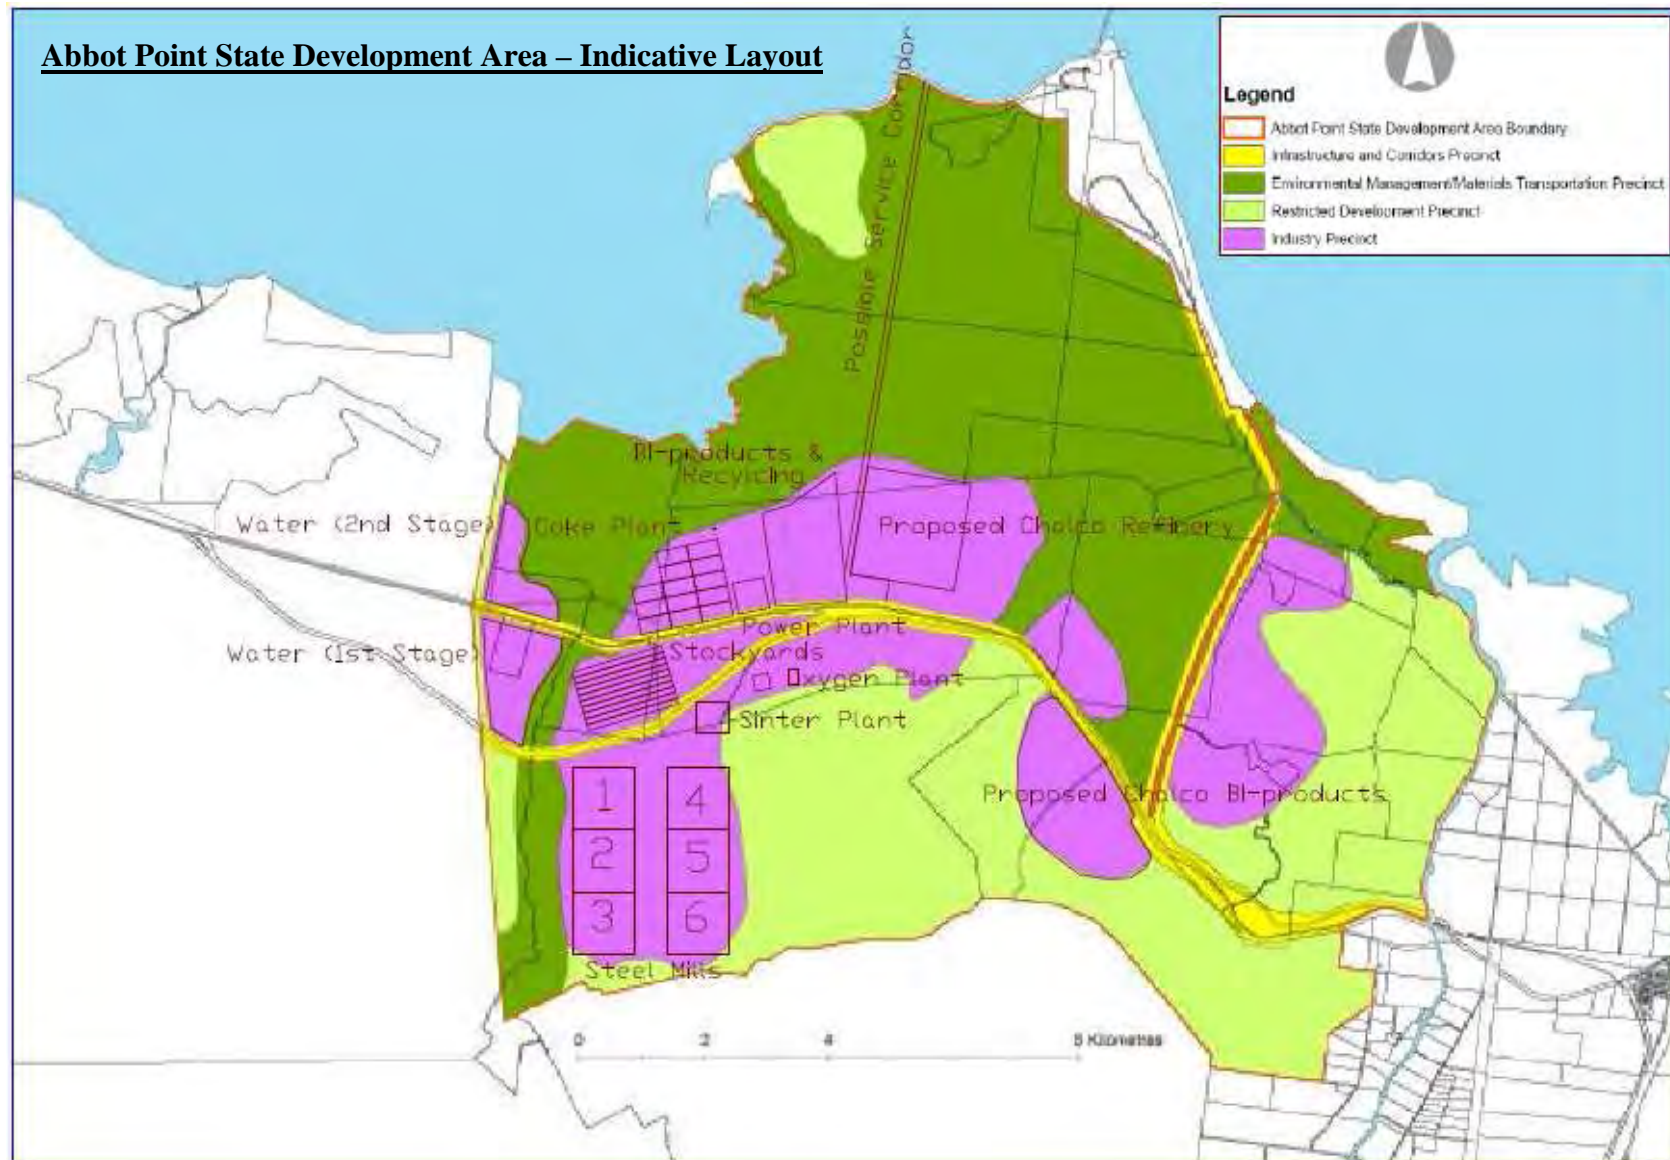 Abbot Point State Development Area – Indicative Layout
Legend
Abbot Point State Development Area Boundary
Infrastructure and Corridors Precinct
Environmental Management/Materials Transportation Precinct
Restricted Development Precinct
Industry Precinct
Possible Service Corridor
BI-products &
Recycling
Water (2nd Stage)
Coke Plant
Proposed Chalco Refinery
Power Plant
Water (1st Stage)
Stockyards
Oxygen Plant
Sinter Plant
1
4
Proposed Chalco BI-products
2
5
3
6
Steel Mills
0 2 4 8 Kilometres